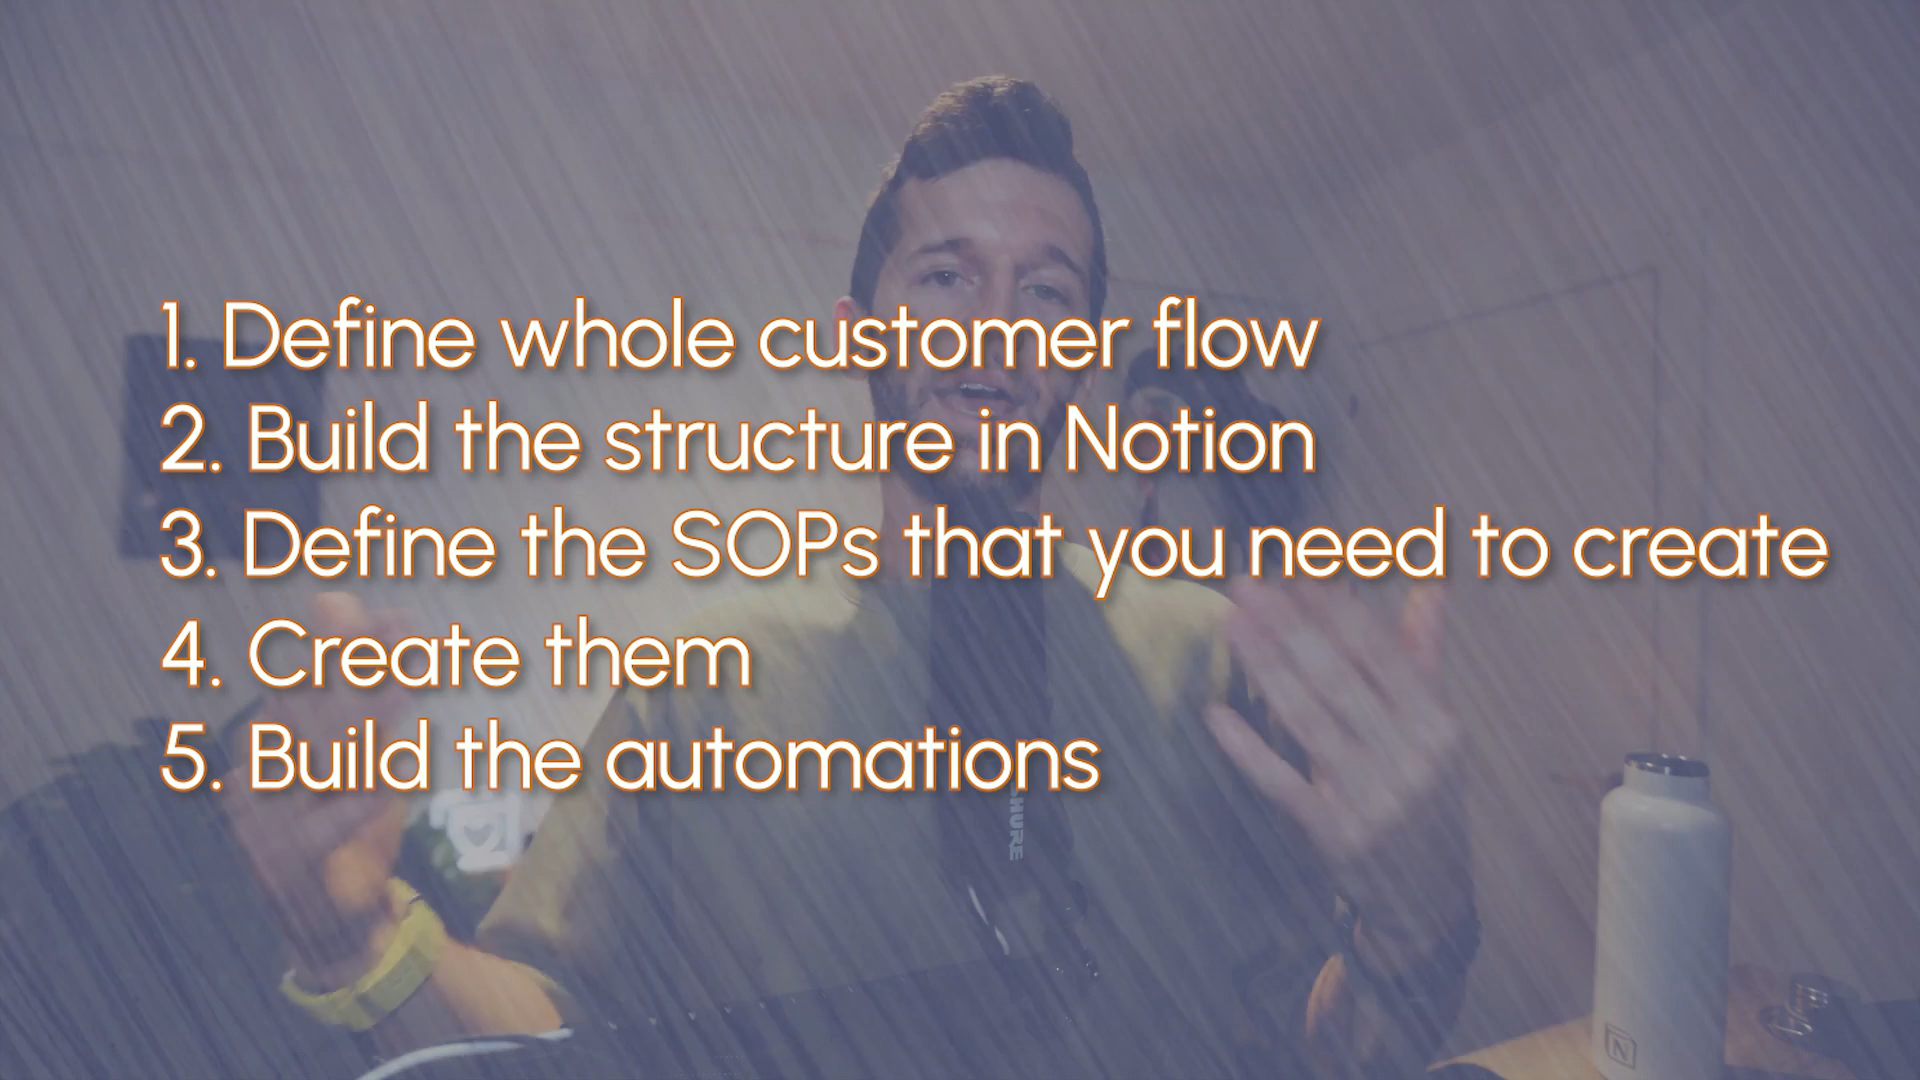 1. Define whole customer flow
2. Build the structure in Notion
3. Define the SOPs that you need to create
4. Create them
5. Build the automations
SHURE
N